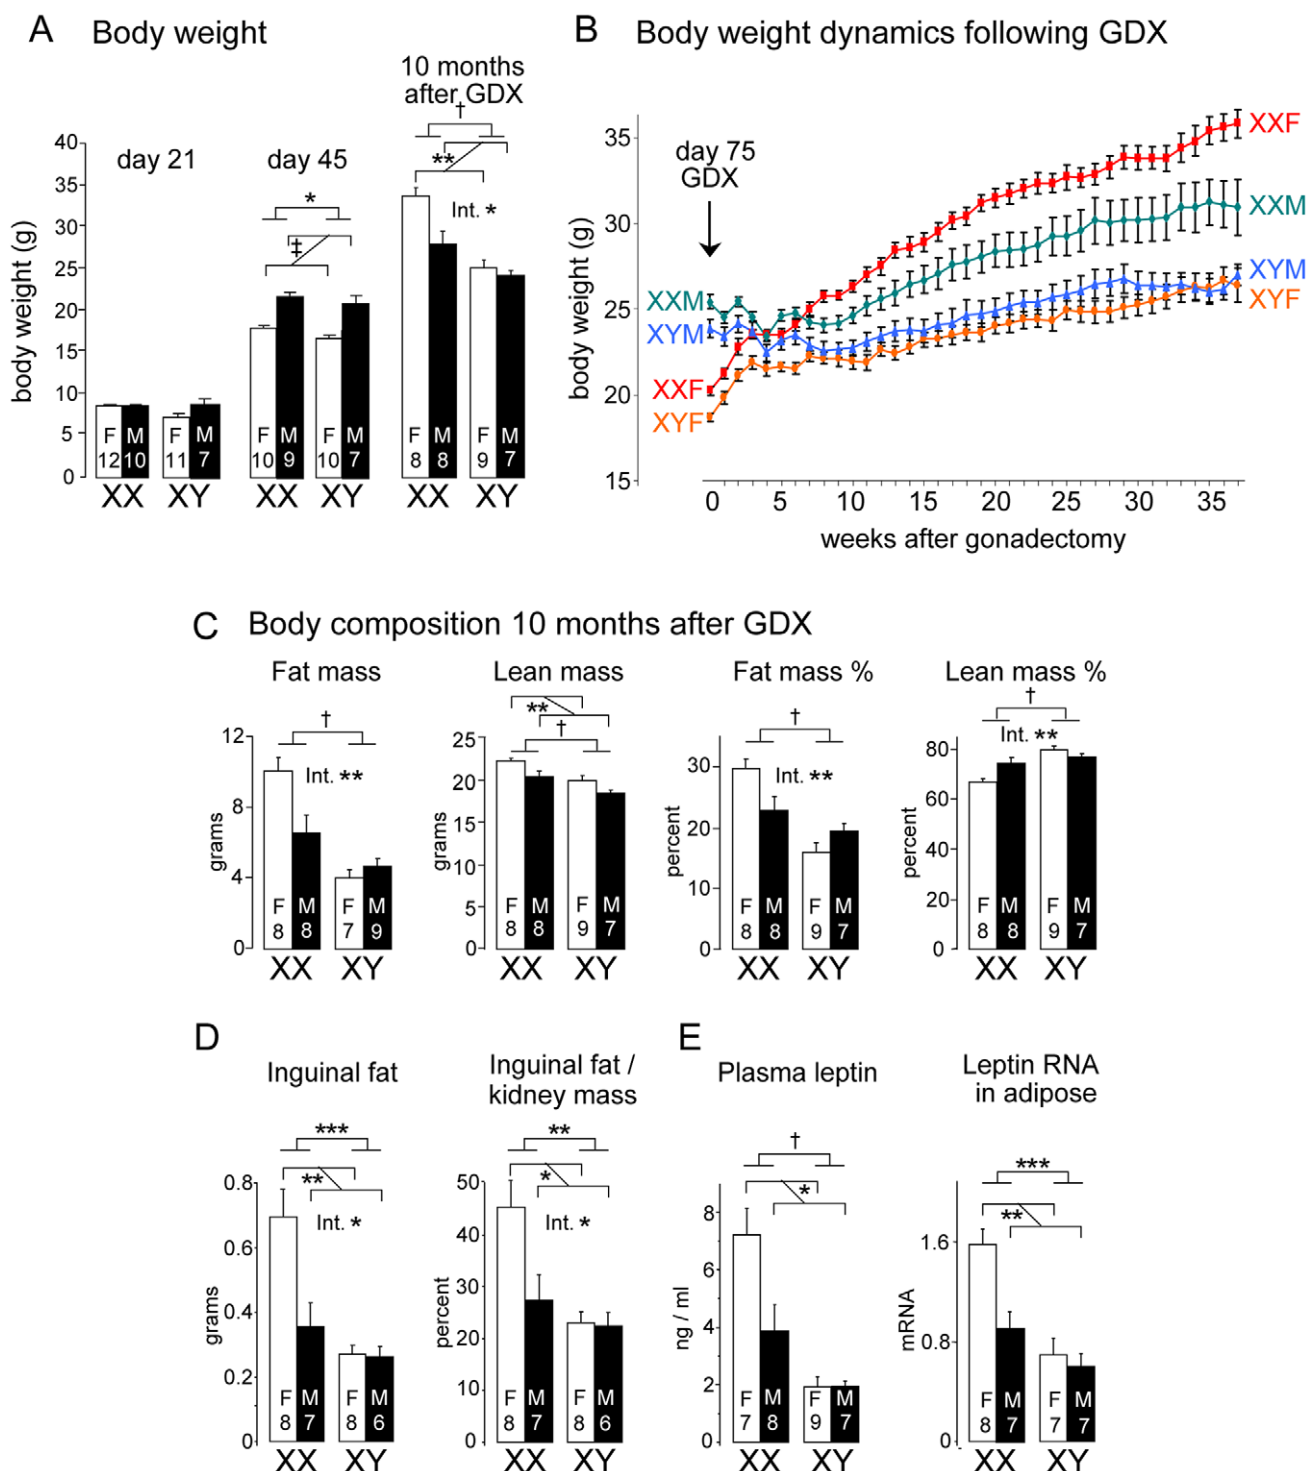 A Body weight
B Body weight dynamics following GDX
10 months
after GDX
†
day 21
day 45
*
‡
**
Int. *
body weight (g)
40
35
30
25
20
15
10
5
0
F M F M F M F M F M F M
12 10 11 7 10 9 10 7 8 8 9 7
XX XY XX XY XX XY
day 75
GDX
body weight (g)
35
30
25
20
15
XXM
XYM
XXF
XYF
XXF
XXM
XYM
XYF
0 5 10 15 20 25 30 35
weeks after gonadectomy
C Body composition 10 months after GDX
Fat mass
†
Int. **
grams
12
8
4
0
F M F M
8 8 7 9
XX XY
Lean mass
**
†
grams
25
20
15
10
5
0
F M F M
8 8 9 7
XX XY
Fat mass %
†
Int. **
percent
30
20
10
0
F M F M
8 8 9 7
XX XY
Lean mass %
†
Int. **
percent
80
60
40
20
0
F M F M
8 8 9 7
XX XY
D
Inguinal fat
***
**
Int. *
grams
0.8
0.6
0.4
0.2
0
F M F M
8 7 8 6
XX XY
Inguinal fat /
kidney mass
**
*
Int. *
percent
50
40
30
20
10
0
F M F M
8 7 8 6
XX XY
E
Plasma leptin
†
*
ng / ml
8
6
4
2
0
F M F M
7 8 9 7
XX XY
Leptin RNA
in adipose
***
**
mRNA
1.6
0.8
0
F M F M
8 7 7 7
XX XY